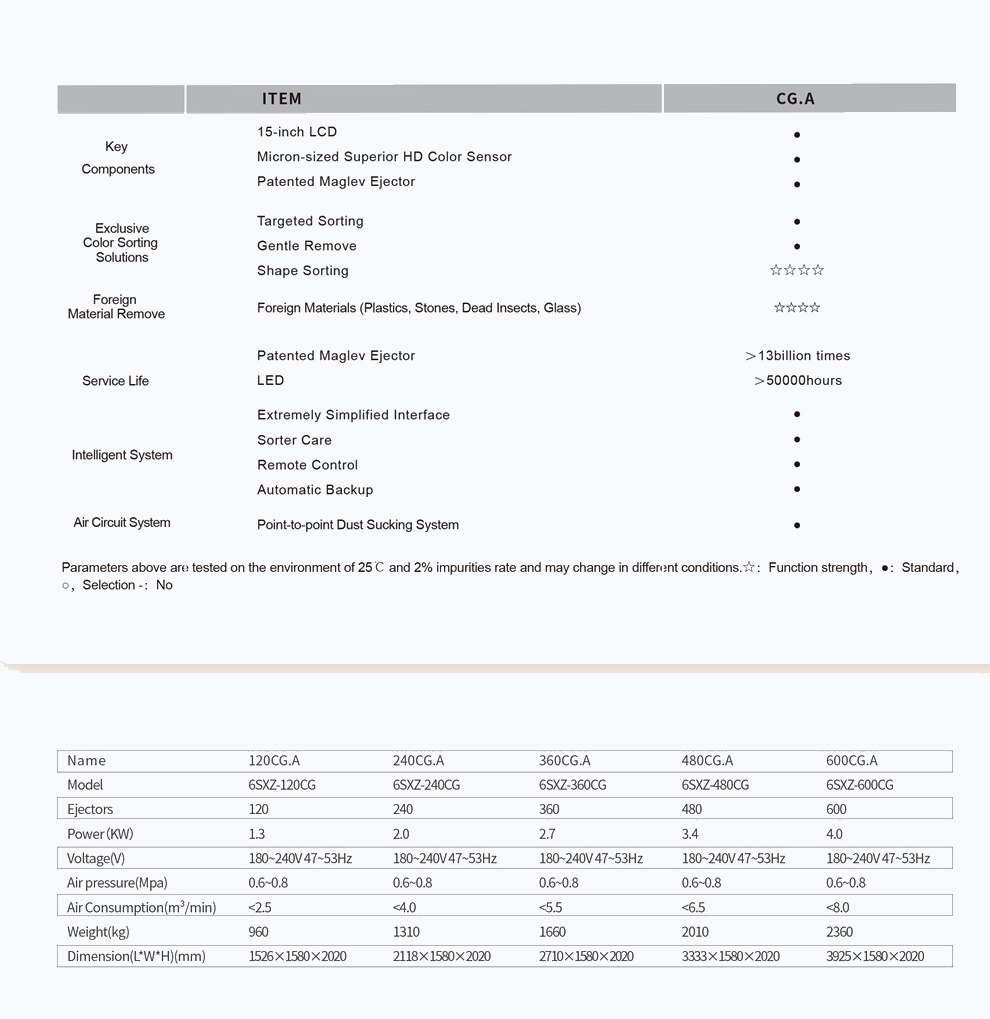 ITEM CG.A
Key
Components
15-inch LCD ●
Micron-sized Superior HD Color Sensor ●
Patented Maglev Ejector ●
Exclusive
Color Sorting
Solutions
Targeted Sorting ●
Gentle Remove ●
Shape Sorting ☆☆☆☆
Foreign
Material Remove
Foreign Materials (Plastics, Stones, Dead Insects, Glass) ☆☆☆☆
Service Life
Patented Maglev Ejector ＞13billion times
LED ＞50000hours
Intelligent System
Extremely Simplified Interface ●
Sorter Care ●
Remote Control ●
Automatic Backup ●
Air Circuit System Point-to-point Dust Sucking System ●
Parameters above are tested on the environment of 25℃ and 2% impurities rate and may change in different conditions.☆：Function strength，●：Standard，
○，Selection -：No
Name 120CG.A 240CG.A 360CG.A 480CG.A 600CG.A
Model 6SXZ-120CG 6SXZ-240CG 6SXZ-360CG 6SXZ-480CG 6SXZ-600CG
Ejectors 120 240 360 480 600
Power（KW） 1.3 2.0 2.7 3.4 4.0
Voltage(V) 180~240V 47~53Hz 180~240V 47~53Hz 180~240V 47~53Hz 180~240V 47~53Hz 180~240V 47~53Hz
Air pressure(Mpa) 0.6~0.8 0.6~0.8 0.6~0.8 0.6~0.8 0.6~0.8
Air Consumption(m³/min) <2.5 <4.0 <5.5 <6.5 <8.0
Weight(kg) 960 1310 1660 2010 2360
Dimension(L*W*H)(mm) 1526×1580×2020 2118×1580×2020 2710×1580×2020 3333×1580×2020 3925×1580×2020